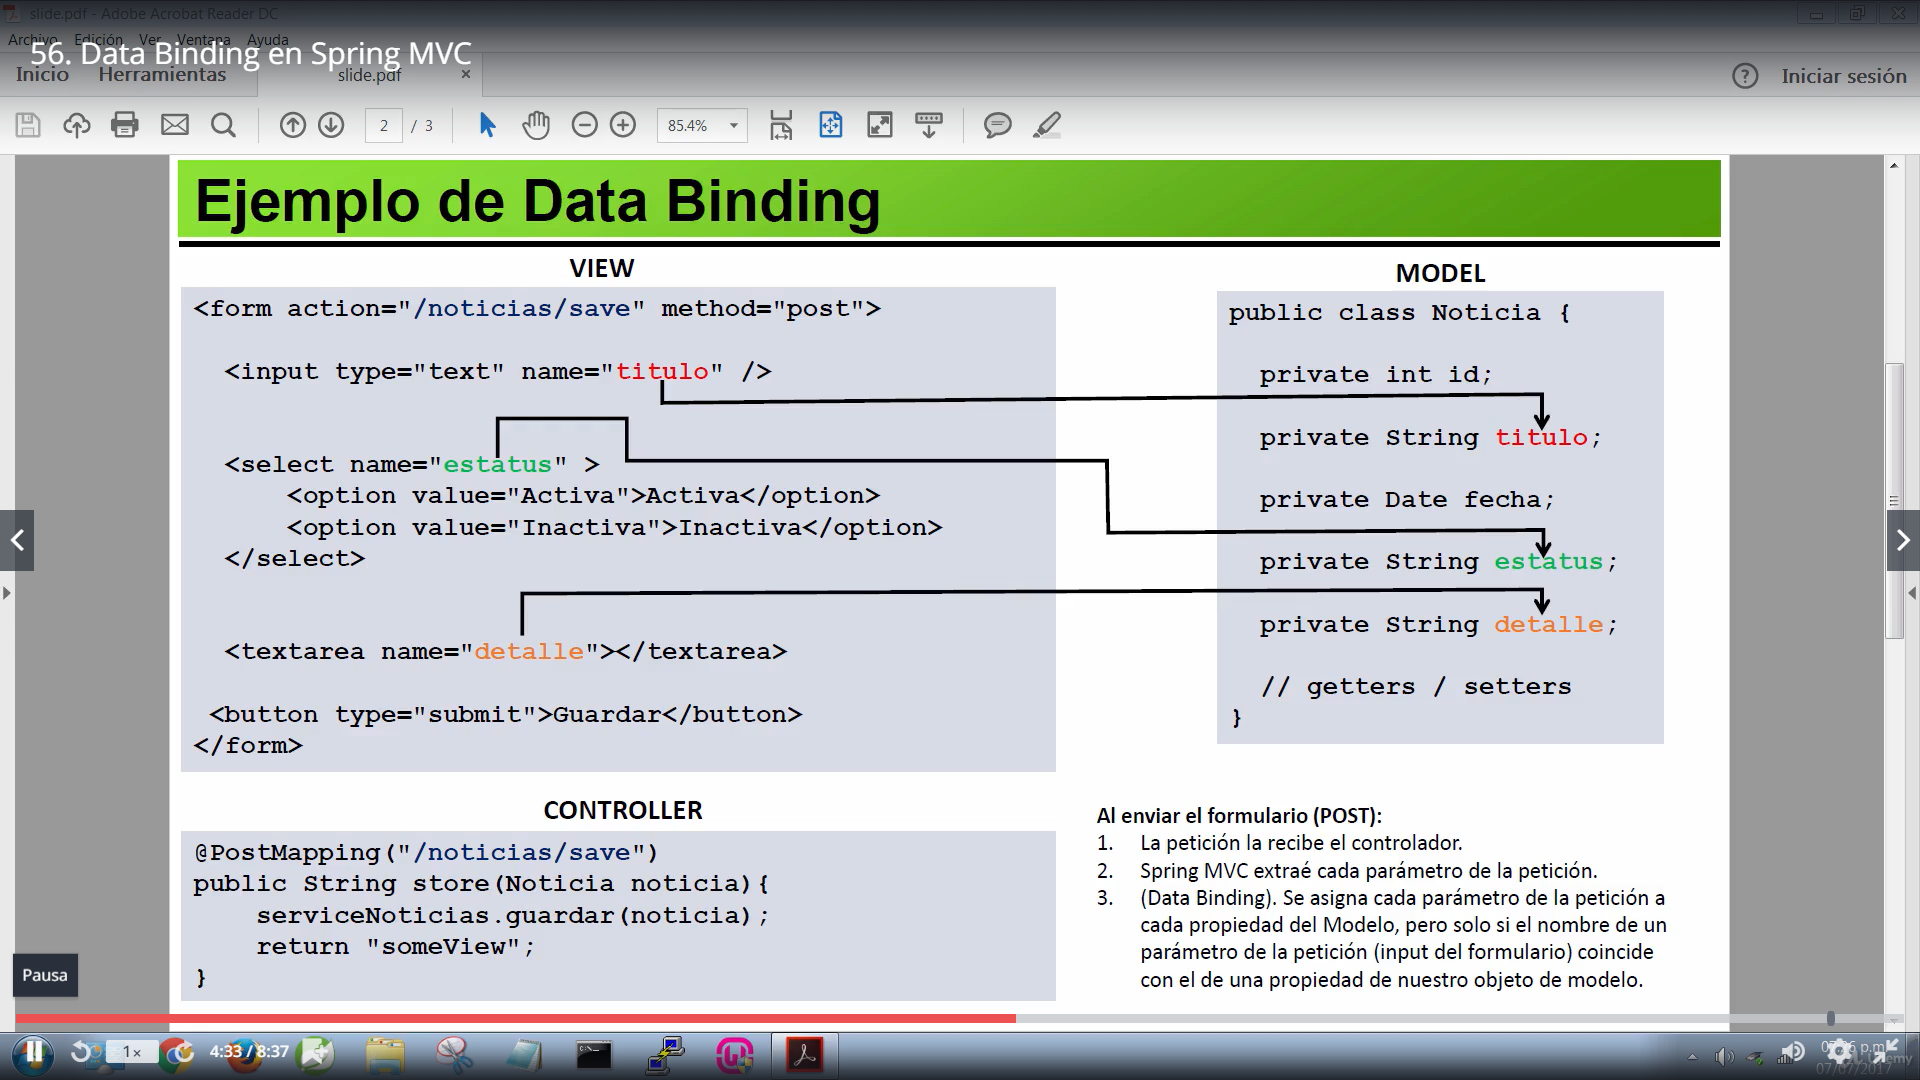 slide.pdf - Adobe Acrobat Reader DC
Archivo Edición Ver Ventana Ayuda
56. Data Binding en Spring MVC
Inicio Herramientas slide.pdf × Iniciar sesión
2 / 3 85.4%
Ejemplo de Data Binding
VIEW
<form action="/noticias/save" method="post">
<input type="text" name="titulo" />
<select name="estatus" >
<option value="Activa">Activa</option>
<option value="Inactiva">Inactiva</option>
</select>
<textarea name="detalle"></textarea>
<button type="submit">Guardar</button>
</form>
MODEL
public class Noticia {
private int id;
private String titulo;
private Date fecha;
private String estatus;
private String detalle;
// getters / setters
}
CONTROLLER
@PostMapping("/noticias/save")
public String store(Noticia noticia){
serviceNoticias.guardar(noticia);
return "someView";
}
Al enviar el formulario (POST):
1. La petición la recibe el controlador.
2. Spring MVC extraé cada parámetro de la petición.
3. (Data Binding). Se asigna cada parámetro de la petición a
cada propiedad del Modelo, pero solo si el nombre de un
parámetro de la petición (input del formulario) coincide
con el de una propiedad de nuestro objeto de modelo.
Pausa
1× 4:33 / 8:37
07/07/2017